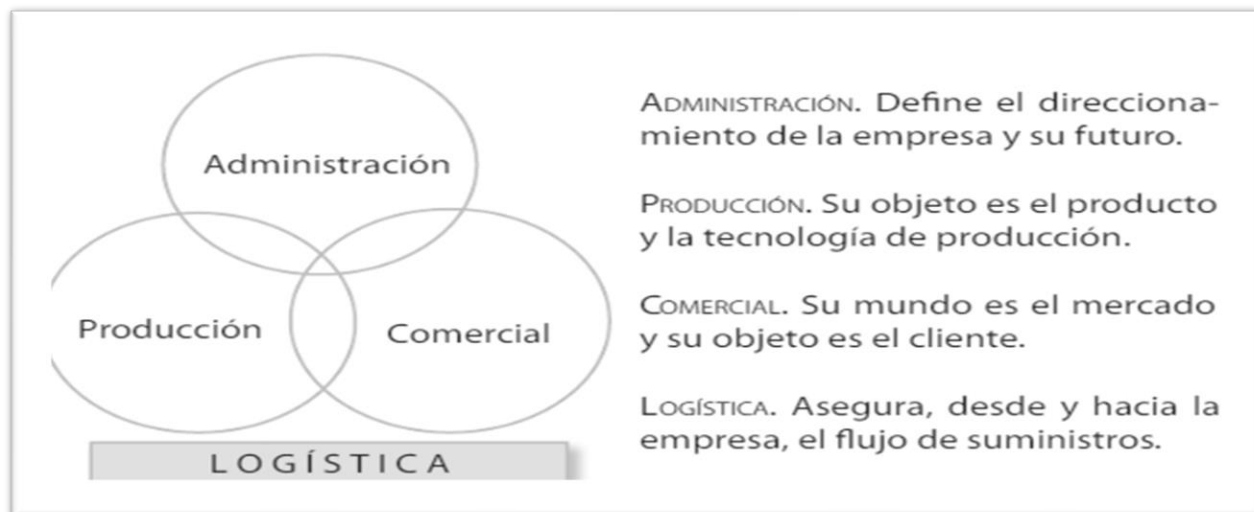 Administración
Producción
Comercial
LOGÍSTICA
ADMINISTRACIÓN. Define el direcciona-
miento de la empresa y su futuro.
PRODUCCIÓN. Su objeto es el producto
y la tecnología de producción.
COMERCIAL. Su mundo es el mercado
y su objeto es el cliente.
LOGÍSTICA. Asegura, desde y hacia la
empresa, el flujo de suministros.